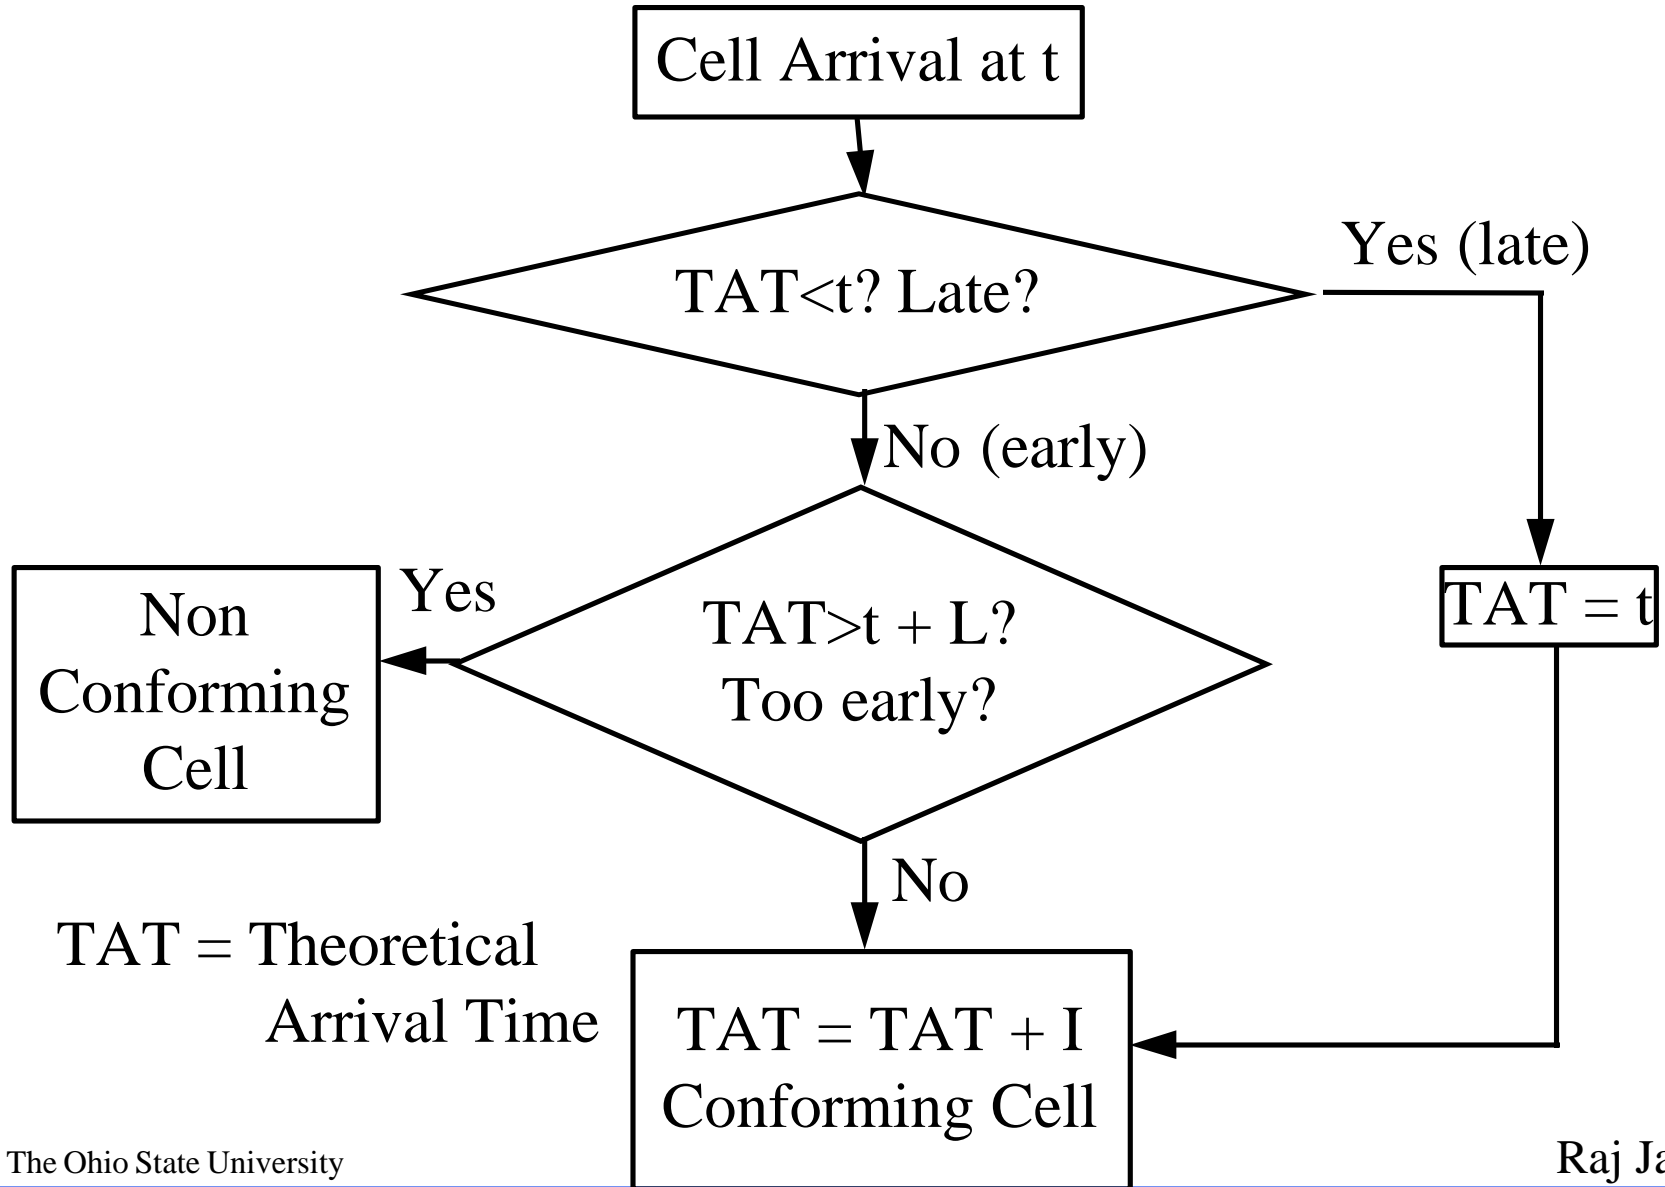 Cell Arrival at t
Yes (late)
TAT<t? Late?
No (early)
Yes
Non
Conforming
Cell
TAT>t + L?
Too early?
TAT = t
No
TAT = Theoretical
Arrival Time
TAT = TAT + I
Conforming Cell
The Ohio State University
Raj